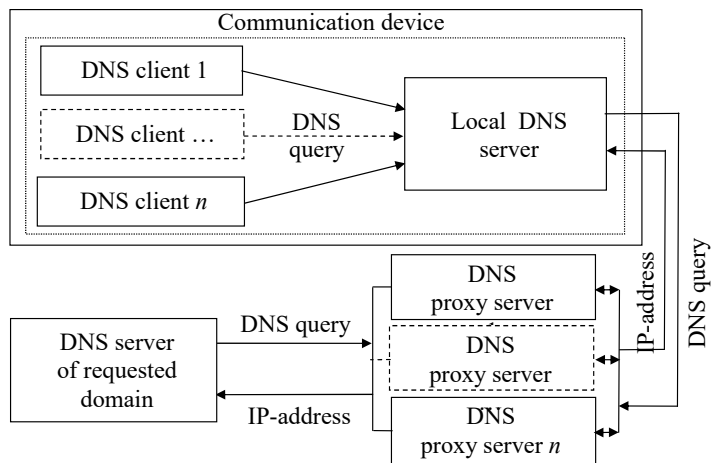 Communication device
DNS client 1
DNS client …
DNS client n
DNS
query
Local DNS
server
DNS
proxy server
DNS
proxy server
DNS
proxy server n
DNS server
of requested
domain
DNS query
IP-address
IP-address
DNS query